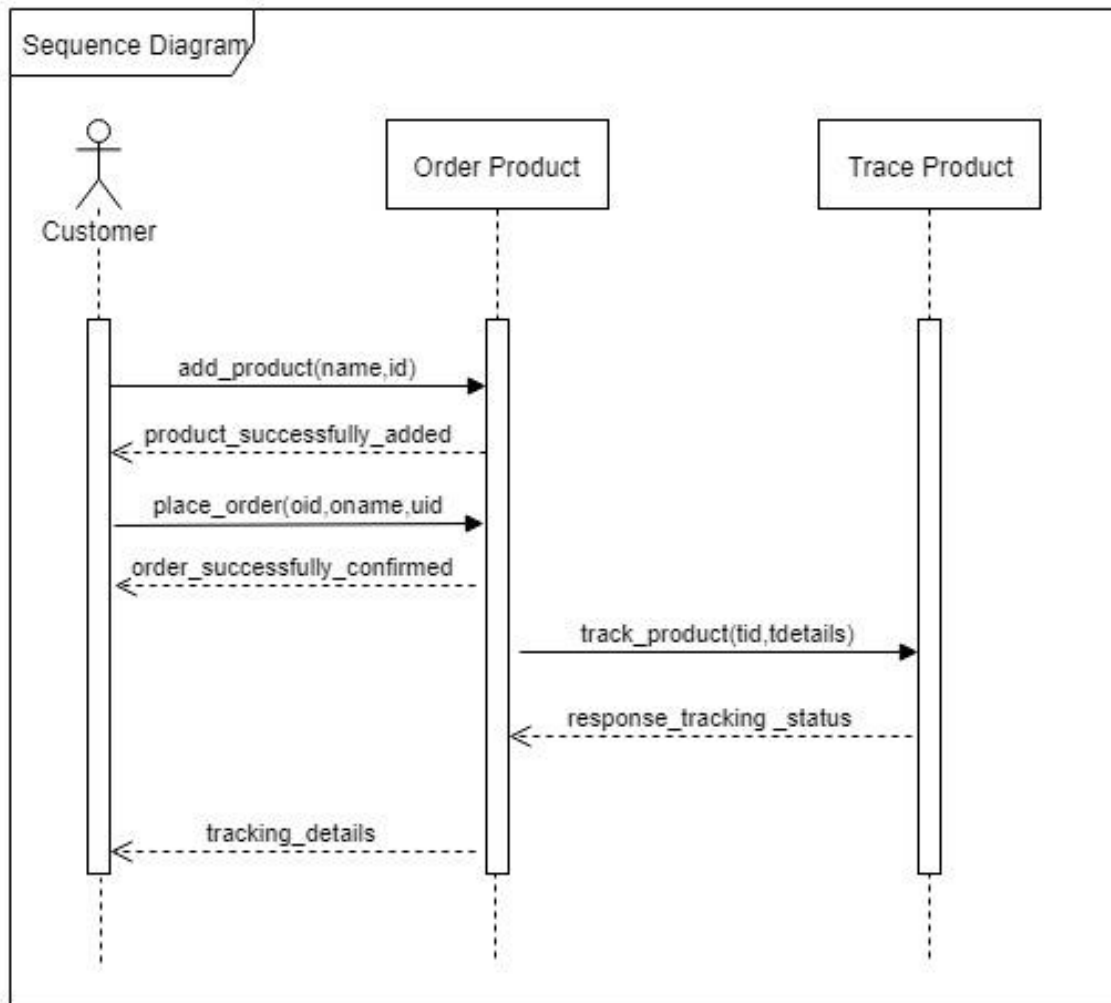 Sequence Diagram
Order Product
Trace Product
Customer
add_product(name,id)
product_successfully_added
place_order(oid,oname,uid
order_successfully_confirmed
track_product(tid,tdetails)
response_tracking _status
tracking_details